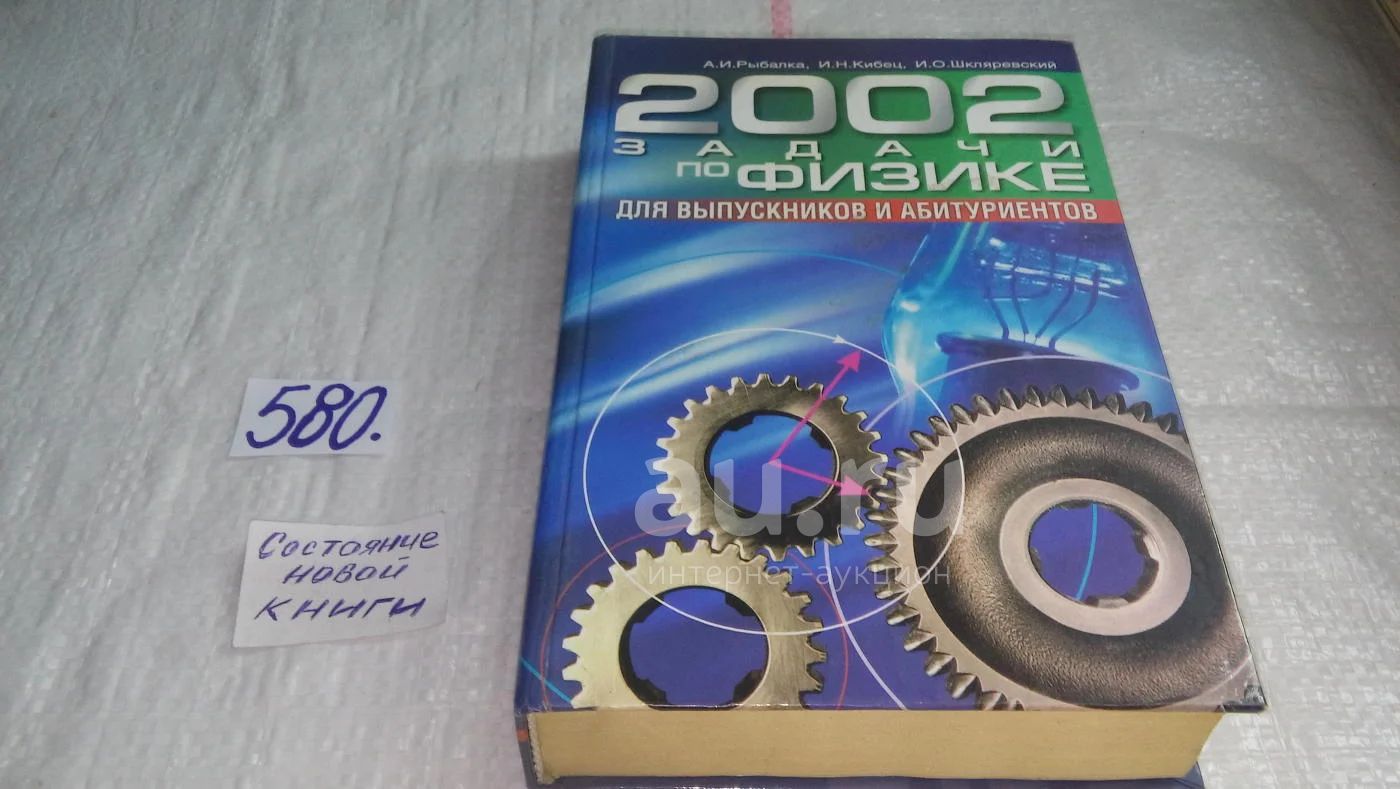 А.И.Рыбалка, И.Н.Кибец, И.О.Шкляревский
2002
ЗАДАЧИ
ПО ФИЗИКЕ
ДЛЯ ВЫПУСКНИКОВ И АБИТУРИЕНТОВ
580.
Состояние
новой
книги
au.ru
интернет-аукцион